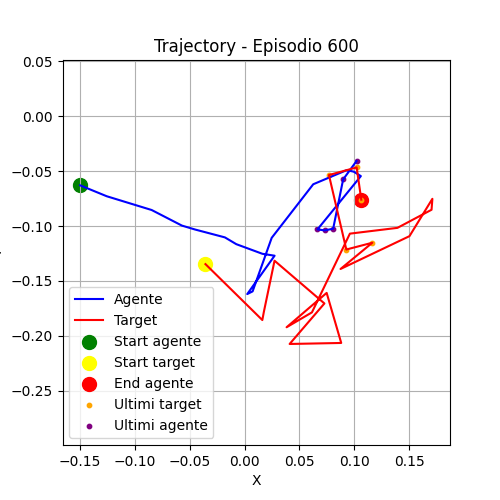 Trajectory - Episodio 600
0.05
0.00
−0.05
−0.10
−0.15
−0.20
−0.25
Agente
Target
Start agente
Start target
End agente
Ultimi target
Ultimi agente
−0.15
−0.10
−0.05
0.00
0.05
0.10
0.15
X